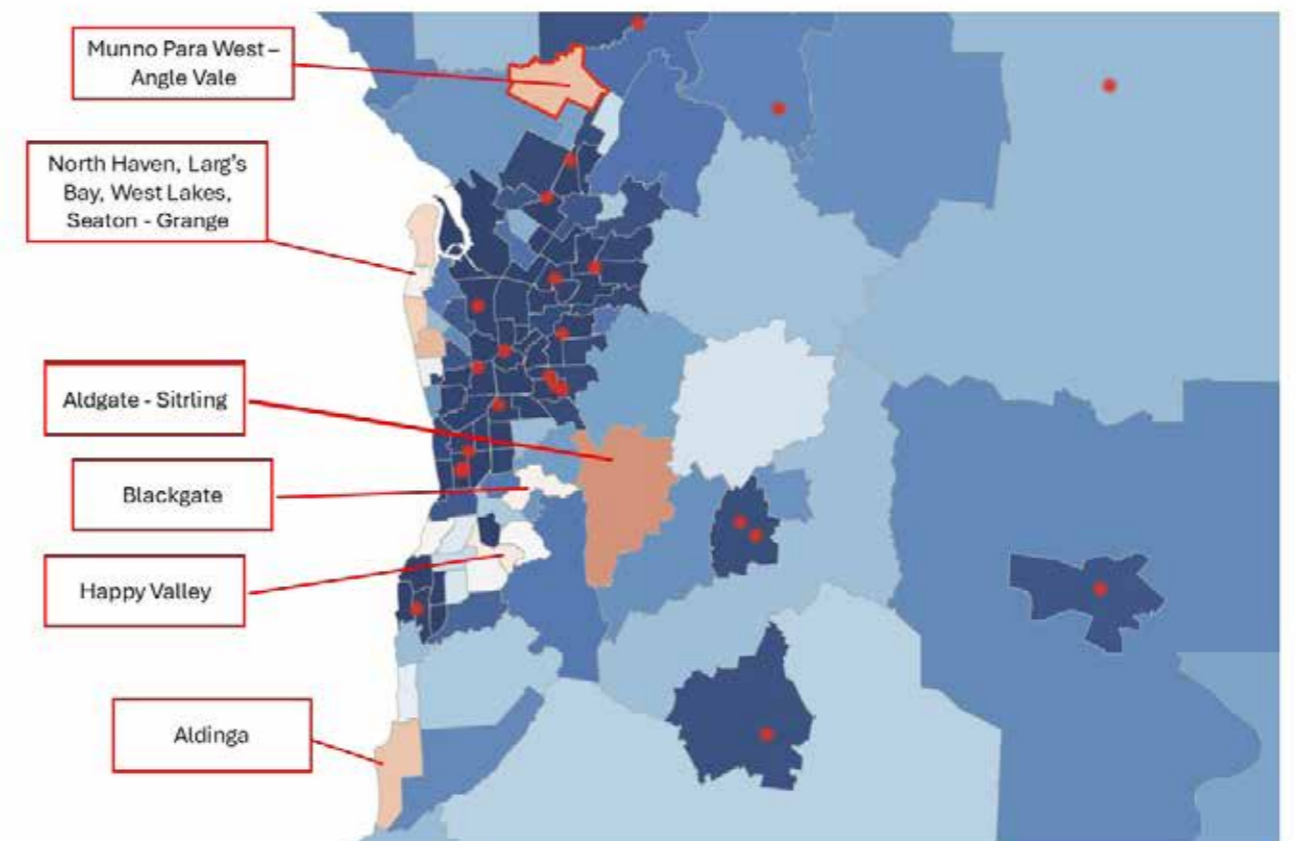 Munno Para West –
Angle Vale
North Haven, Larg's
Bay, West Lakes,
Seaton - Grange
Aldgate - Sitrling
Blackgate
Happy Valley
Aldinga